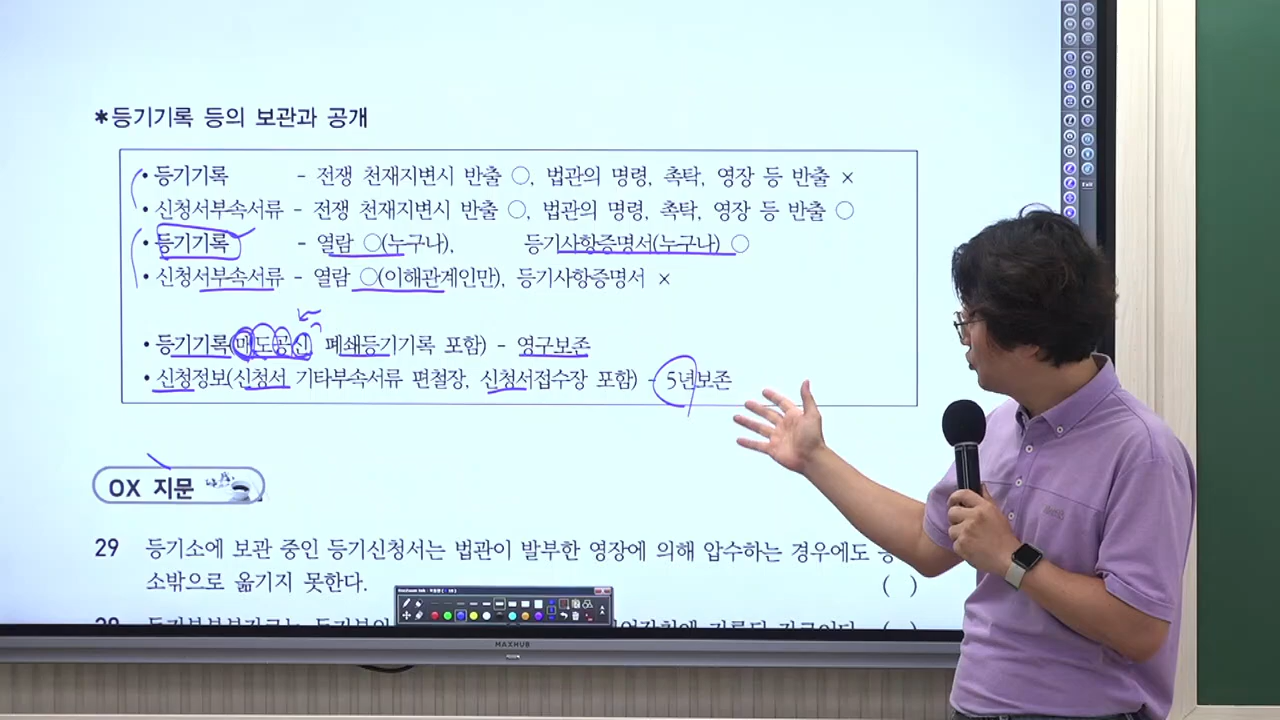 *등기기록 등의 보관과 공개
• 등기기록 - 전쟁 천재지변시 반출 ○, 법관의 명령, 촉탁, 영장 등 반출 ×
• 신청서부속서류 - 전쟁 천재지변시 반출 ○, 법관의 명령, 촉탁, 영장 등 반출 ○
• 등기기록 - 열람 ○(누구나), 등기사항증명서(누구나) ○
• 신청서부속서류 - 열람 ○(이해관계인만), 등기사항증명서 ×
• 등기기록(매도공신 폐쇄등기기록 포함) - 영구보존
• 신청정보(신청서 기타부속서류 편철장, 신청서접수장 포함) - 5년보존
OX 지문
29 등기소에 보관 중인 등기신청서는 법관이 발부한 영장에 의해 압수하는 경우에도
소밖으로 옮기지 못한다. ( )
MAXHUB